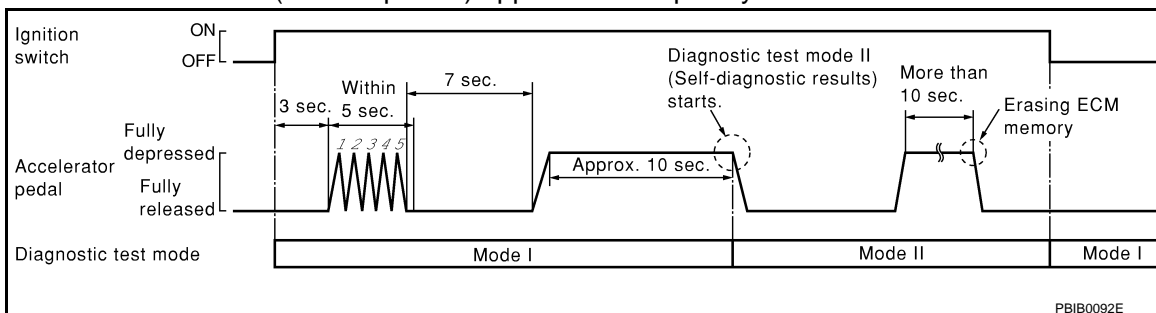 Ignition
switch
ON
OFF
3 sec.
Within
5 sec.
7 sec.
Diagnostic test mode II
(Self-diagnostic results)
starts.
More than
10 sec.
Erasing ECM
memory
Accelerator
pedal
Fully
depressed
Fully
released
1 2 3 4 5
Approx. 10 sec.
Diagnostic test mode
Mode I
Mode II
Mode I
PBIB0092E